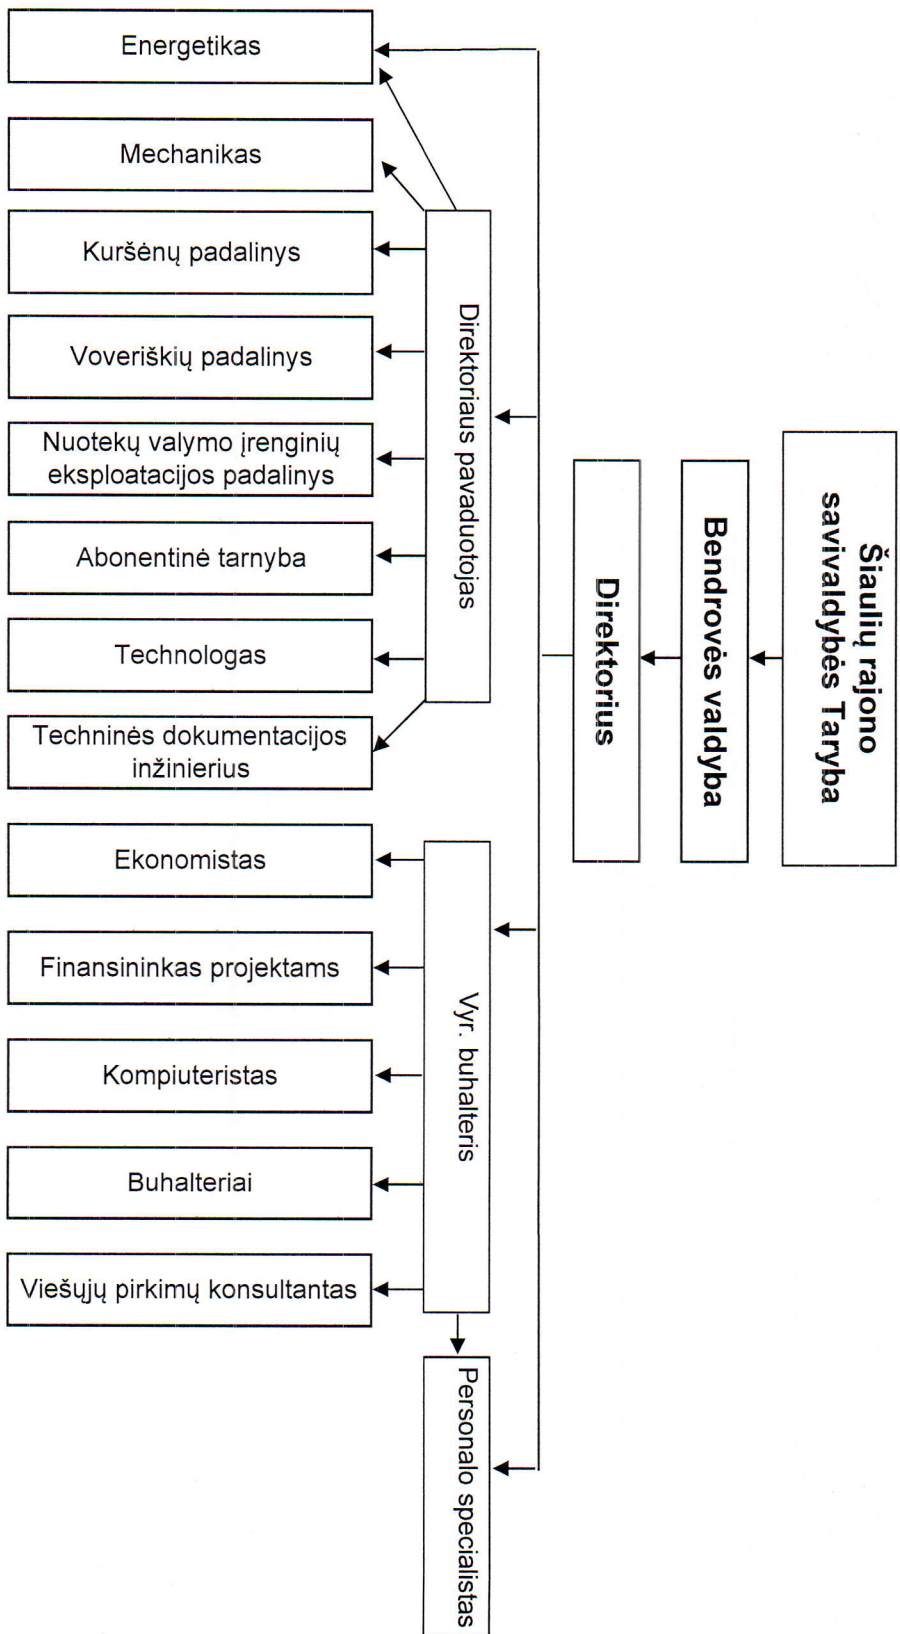 Šiaulių rajono
savivaldybės Taryba
Bendrovės valdyba
Direktorius
Direktoriaus pavaduotojas
Vyr. buhalteris
Personalo specialistas
Energetikas
Mechanikas
Kuršėnų padalinys
Voveriškių padalinys
Nuotekų valymo įrenginių
eksploatacijos padalinys
Abonentinė tarnyba
Technologas
Techninės dokumentacijos
inžinierius
Ekonomistas
Finansininkas projektams
Kompiuteristas
Buhalteriai
Viešųjų pirkimų konsultantas